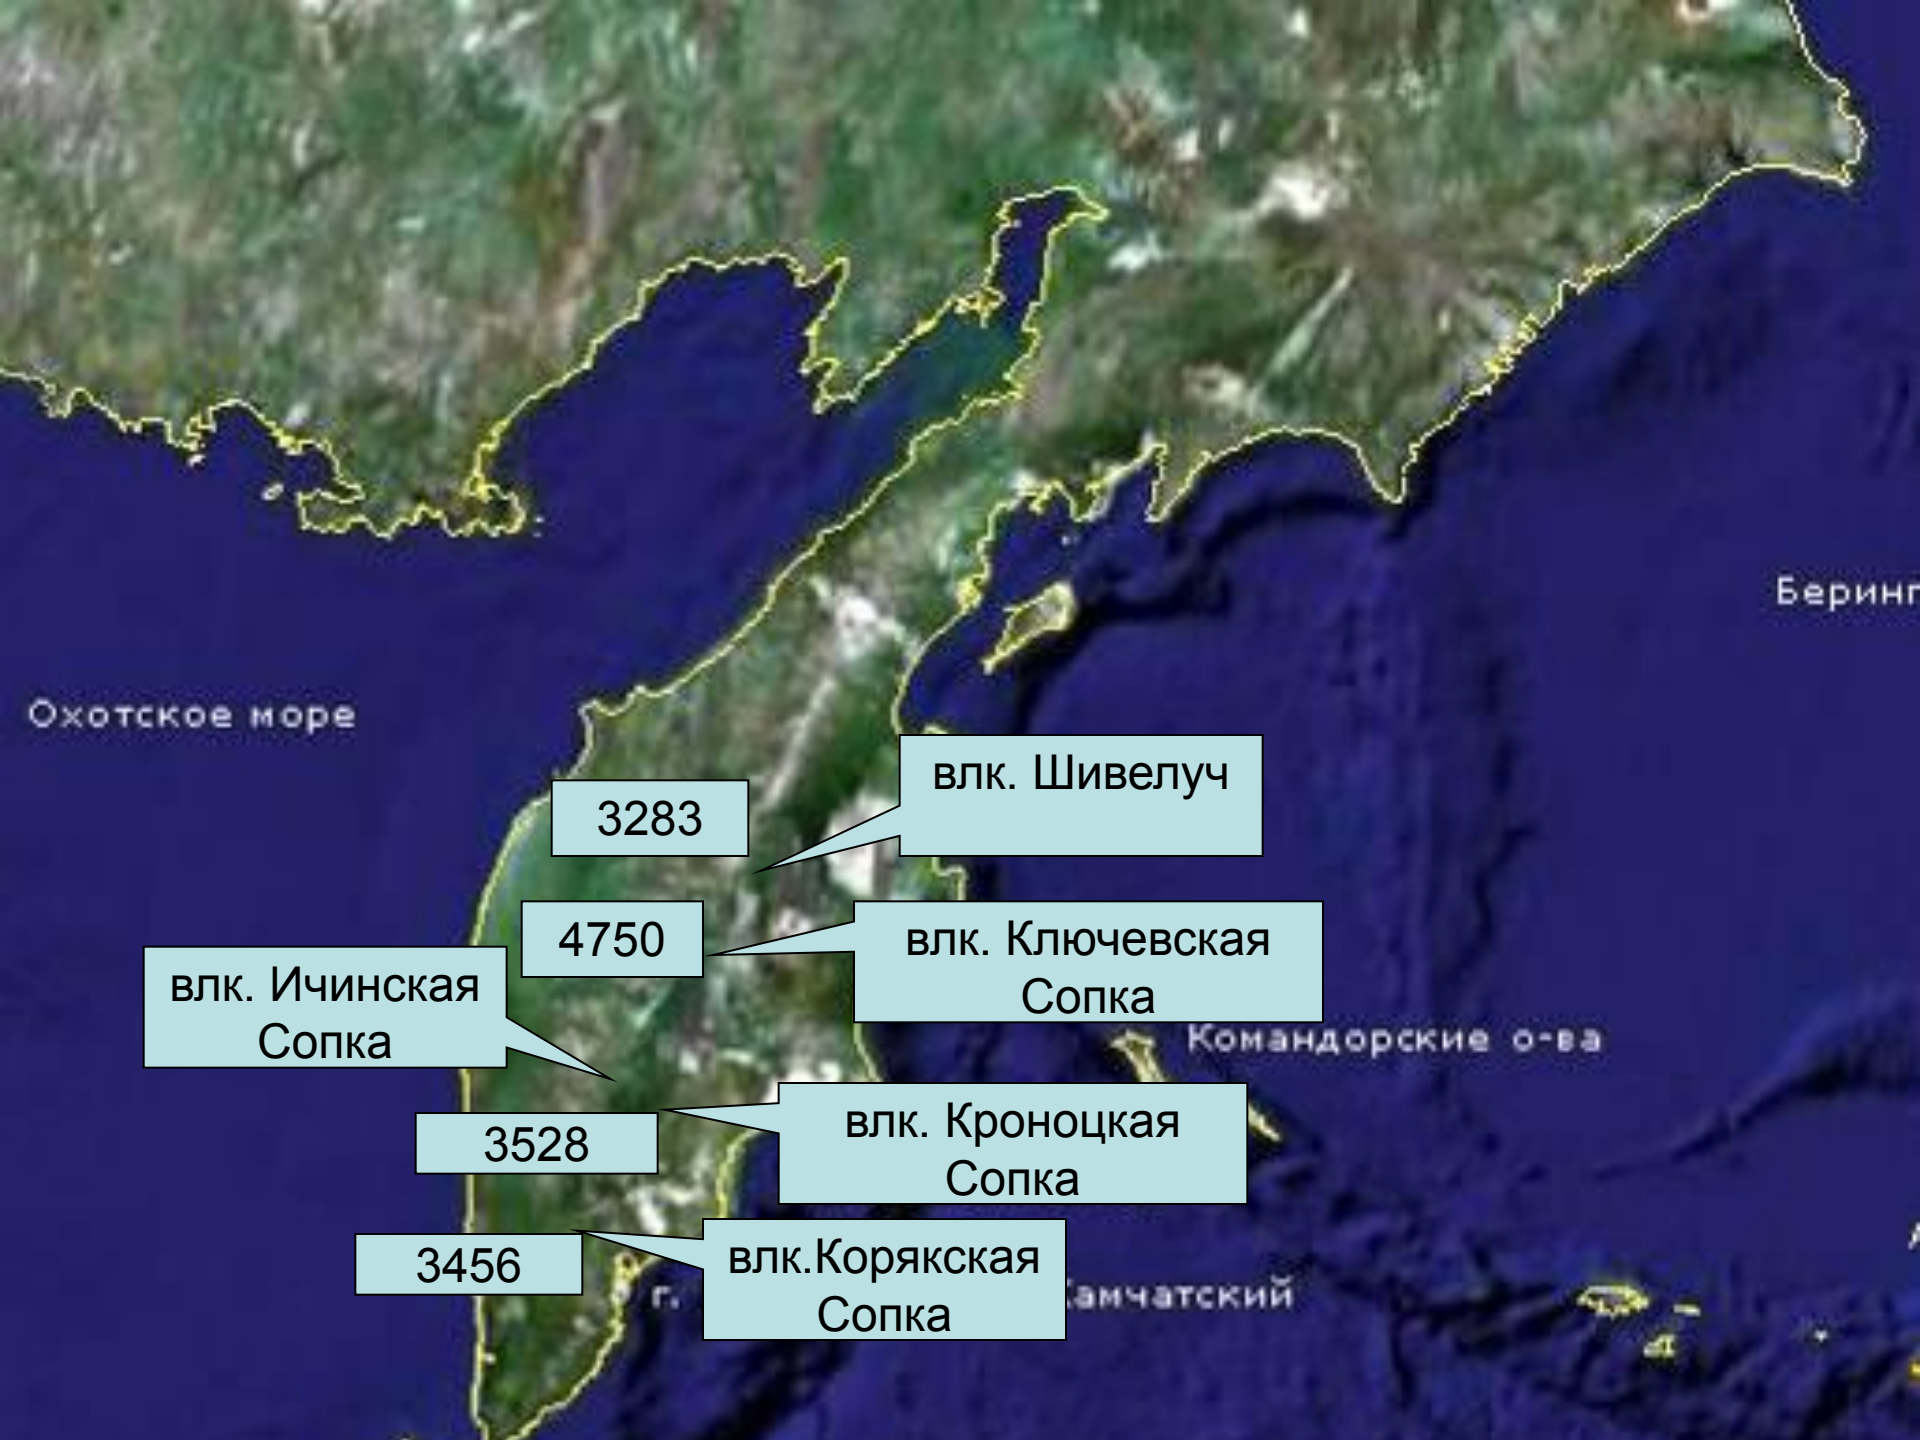 Беринг
Охотское море
влк. Шивелуч
3283
4750
влк. Ключевская
Сопка
влк. Ичинская
Сопка
Командорские о-ва
влк. Кроноцкая
Сопка
3528
3456
влк.Корякская
Сопка
г.
Камчатский